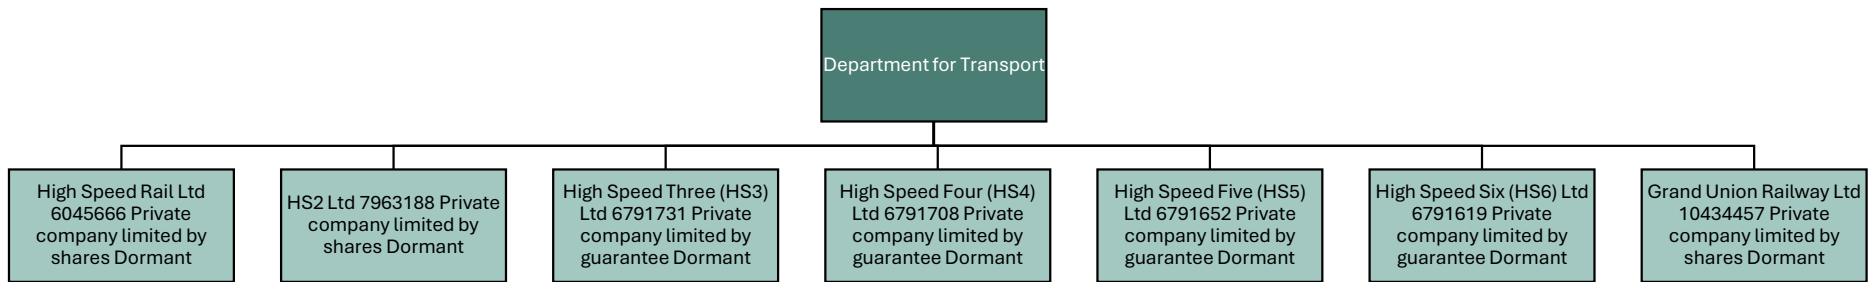 Department for Transport
High Speed Rail Ltd
6045666 Private
company limited by
shares Dormant
HS2 Ltd 7963188 Private
company limited by
shares Dormant
High Speed Three (HS3)
Ltd 6791731 Private
company limited by
guarantee Dormant
High Speed Four (HS4)
Ltd 6791708 Private
company limited by
guarantee Dormant
High Speed Five (HS5)
Ltd 6791652 Private
company limited by
guarantee Dormant
High Speed Six (HS6) Ltd
6791619 Private
company limited by
guarantee Dormant
Grand Union Railway Ltd
10434457 Private
company limited by
shares Dormant